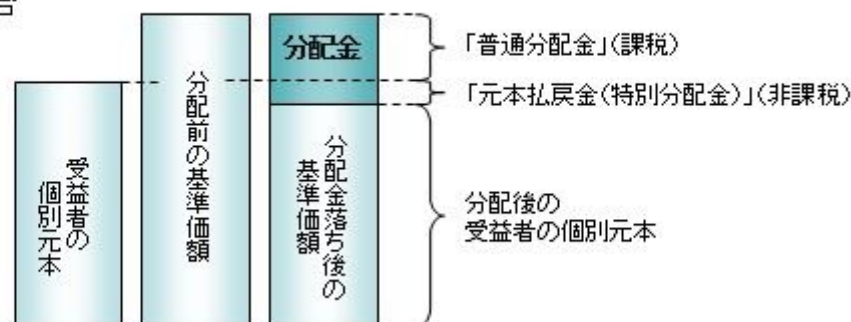 分配金
「普通分配金」(課税)
「元本払戻金(特別分配金)」(非課税)
受益者の
個別元本
分配前の基準価額
分配金落ち後の
基準価額
分配後の
受益者の個別元本